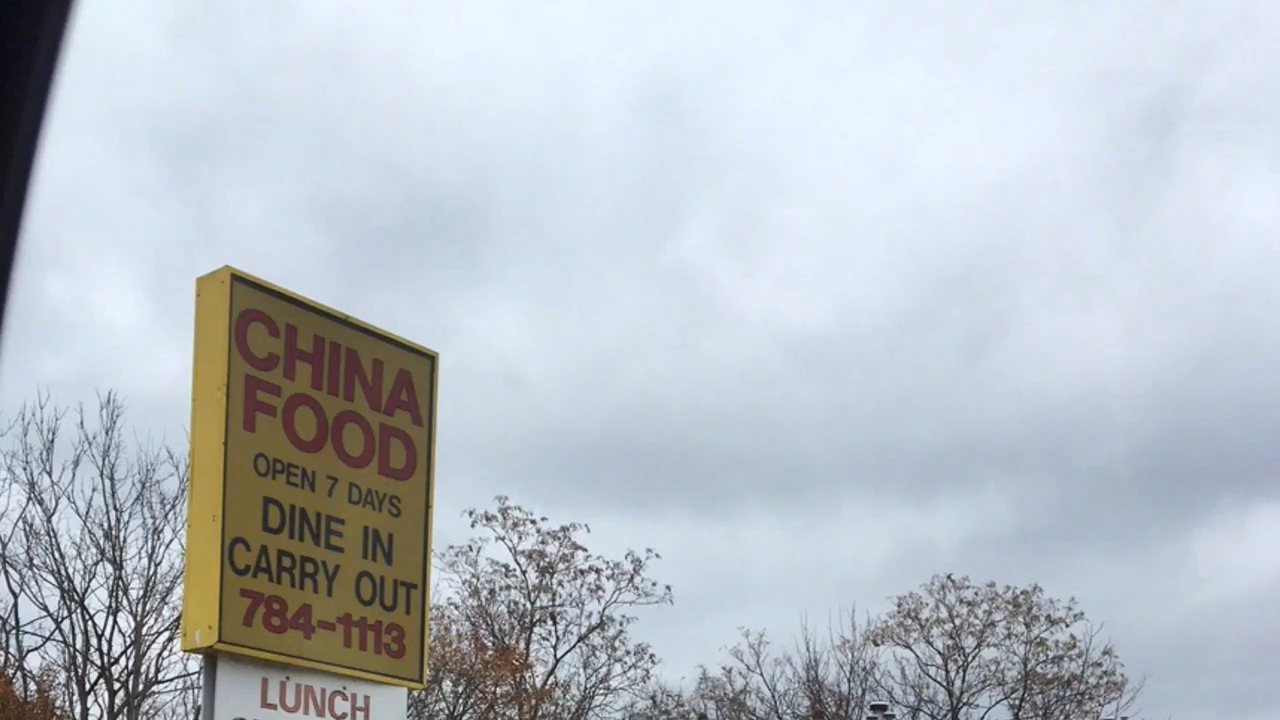 CHINA
FOOD
OPEN 7 DAYS
DINE IN
CARRY OUT
784-1113
LUNCH